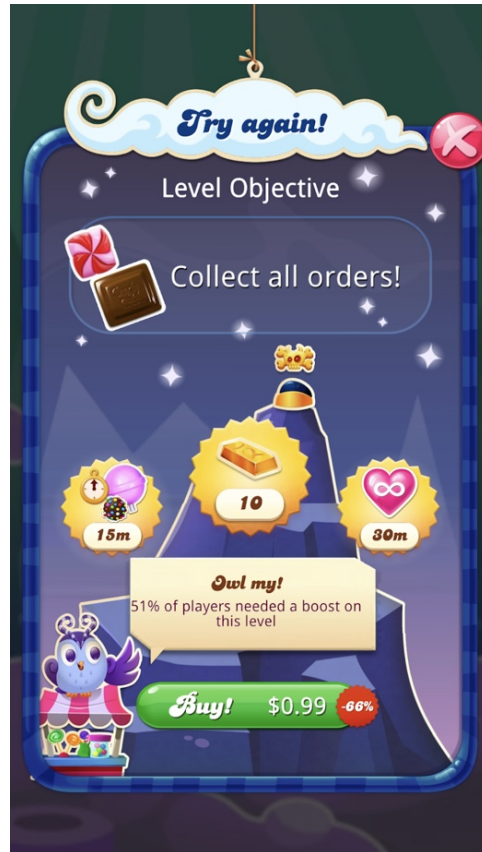 Try again!
Level Objective
Collect all orders!
10
15m
30m
Owl my!
51% of players needed a boost on
this level
Buy! $0.99 -66%